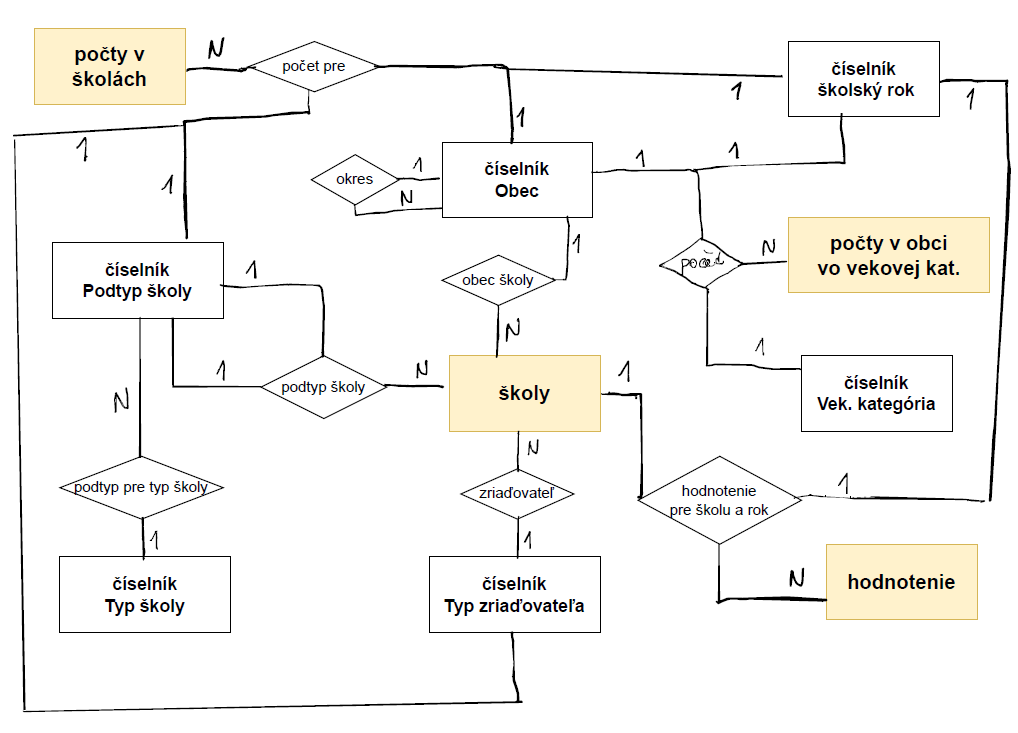 počty v
školách
N
počet pre
číselník
školský rok
1
1
1
1
1
číselník
Obec
okres
1
N
1
1
1
počty v obci
vo vekovej kat.
N
číselník
Podtyp školy
1
obec školy
N
1
číselník
Vek. kategória
podtyp školy
1
N
školy
1
N
N
podtyp pre typ školy
1
zriaďovateľ
1
hodnotenie
pre školu a rok
1
N
hodnotenie
číselník
Typ školy
číselník
Typ zriaďovateľa